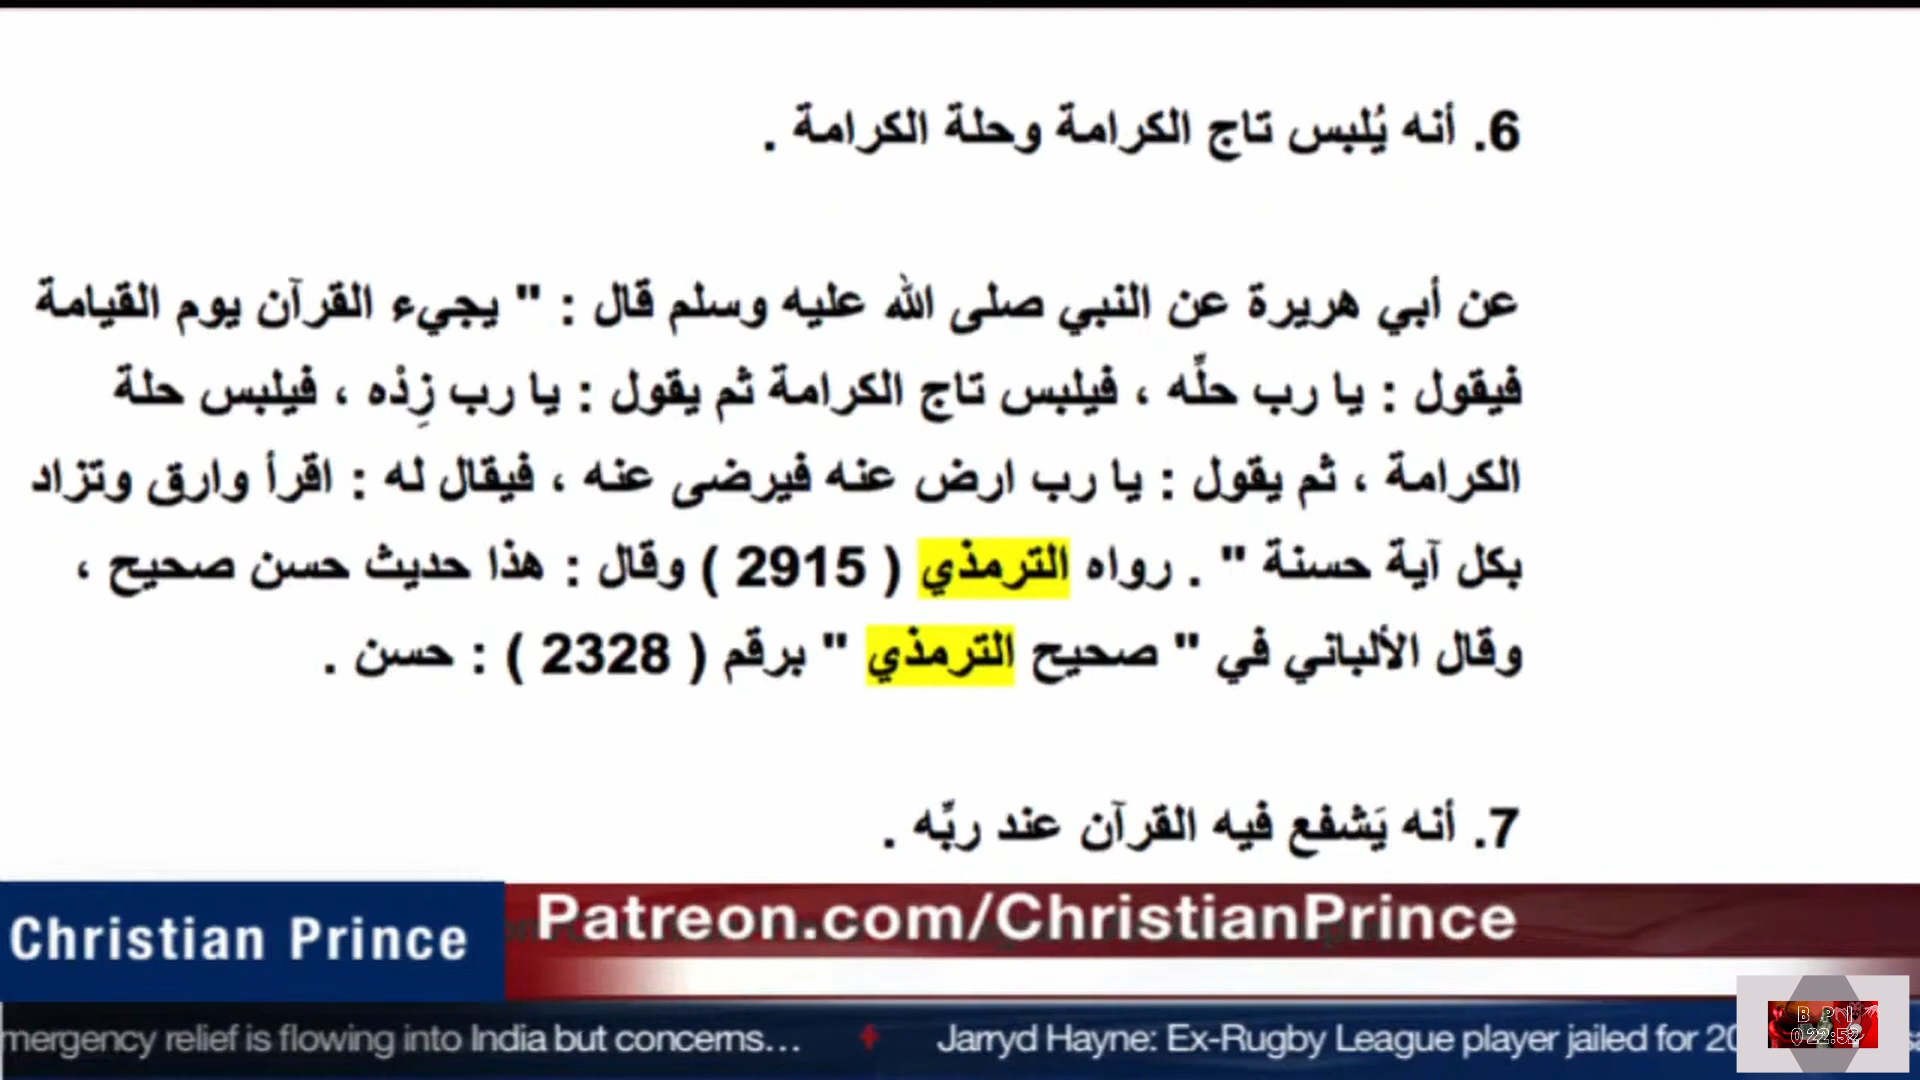 6. أنه يُلبس تاج الكرامة وحلة الكرامة .
عن أبي هريرة عن النبي صلى الله عليه وسلم قال : " يجيء القرآن يوم القيامة
فيقول : يا رب حلِّه ، فيلبس تاج الكرامة ثم يقول : يا رب زِدْه ، فيلبس حلة
الكرامة ، ثم يقول : يا رب ارض عنه فيرضى عنه ، فيقال له : اقرأ وارق وتزاد
بكل آية حسنة " . رواه الترمذي ( 2915 ) وقال : هذا حديث حسن صحيح ،
وقال الألباني في " صحيح الترمذي " برقم ( 2328 ) : حسن .
7. أنه يَشفع فيه القرآن عند ربِّه .
Christian Prince
Patreon.com/ChristianPrince
mergency relief is flowing into India but concerns... Jarryd Hayne: Ex-Rugby League player jailed for 20